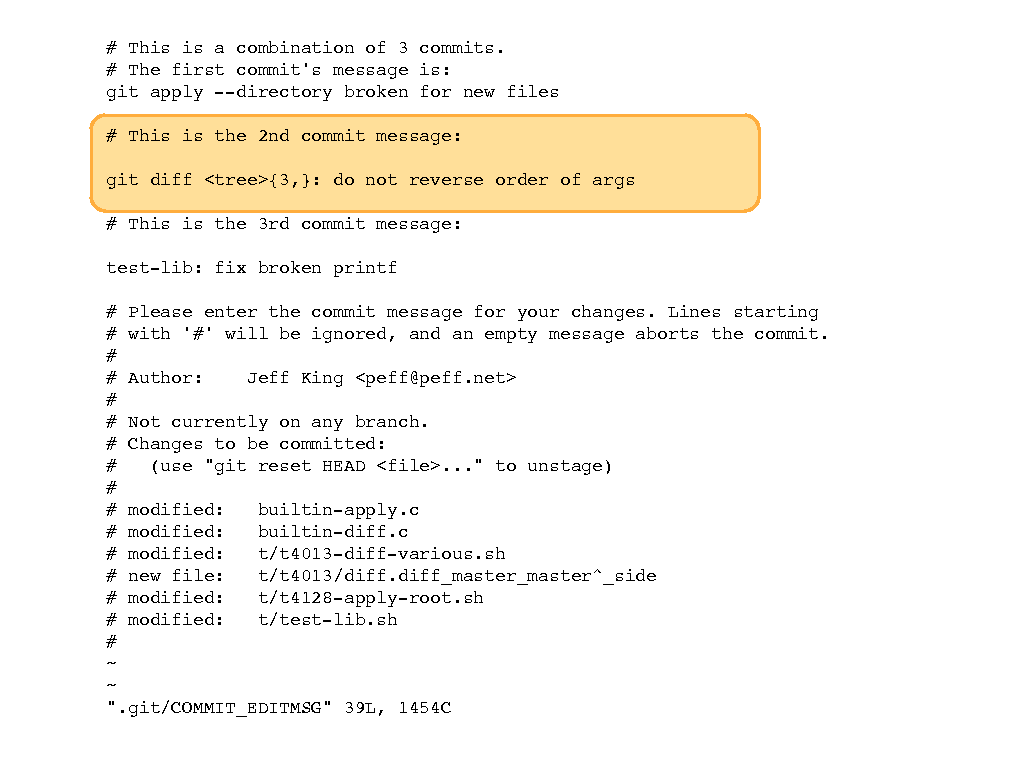 # This is a combination of 3 commits.
# The first commit's message is:
git apply --directory broken for new files
# This is the 2nd commit message:
git diff <tree>{3,}: do not reverse order of args
# This is the 3rd commit message:
test-lib: fix broken printf
# Please enter the commit message for your changes. Lines starting
# with '#' will be ignored, and an empty message aborts the commit.
#
# Author:    Jeff King <peff@peff.net>
#
# Not currently on any branch.
# Changes to be committed:
#   (use "git reset HEAD <file>..." to unstage)
#
# modified:   builtin-apply.c
# modified:   builtin-diff.c
# modified:   t/t4013-diff-various.sh
# new file:   t/t4013/diff.diff_master_master^_side
# modified:   t/t4128-apply-root.sh
# modified:   t/test-lib.sh
#
~
~
".git/COMMIT_EDITMSG" 39L, 1454C